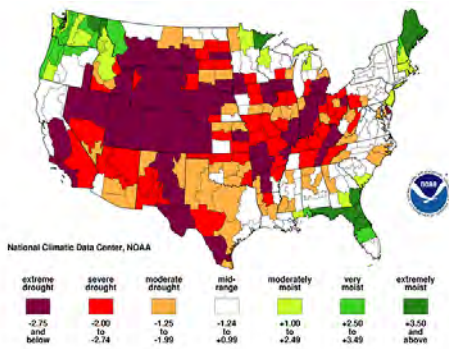 noaa
National Climatic Data Center, NOAA
extreme drought
severe drought
moderate drought
mid-range
moderately moist
very moist
extremely moist
-2.75 and below
-2.00 to -2.74
-1.25 to -1.99
-1.24 to +0.99
+1.00 to +2.49
+2.50 to +3.49
+3.50 and above